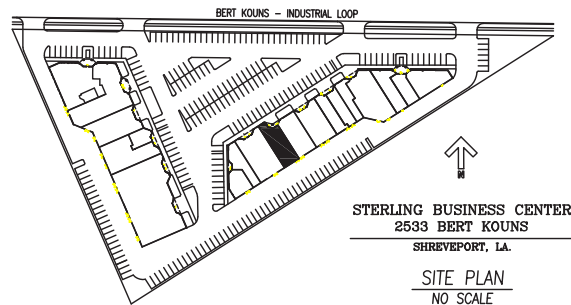 BERT KOUNS - INDUSTRIAL LOOP
N
STERLING BUSINESS CENTER
2533 BERT KOUNS
SHREVEPORT, LA.
SITE PLAN
NO SCALE